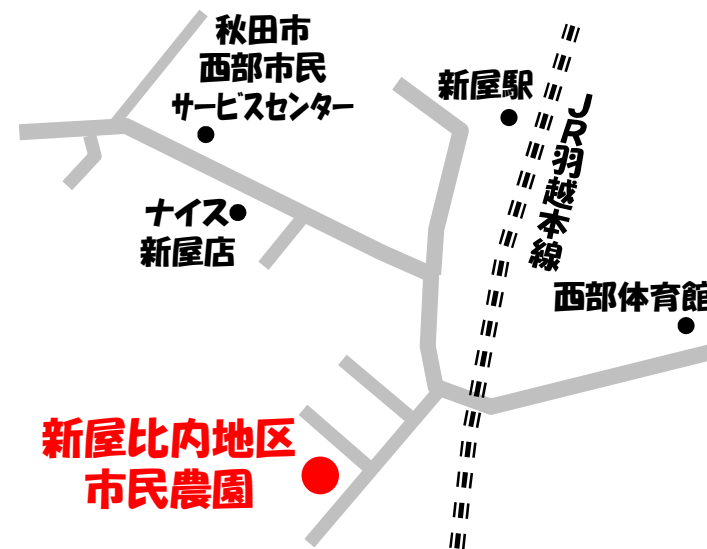 秋田市
西部市民
サービスセンター
新屋駅
JR羽越本線
ナイス
新屋店
西部体育館
新屋比内地区
市民農園